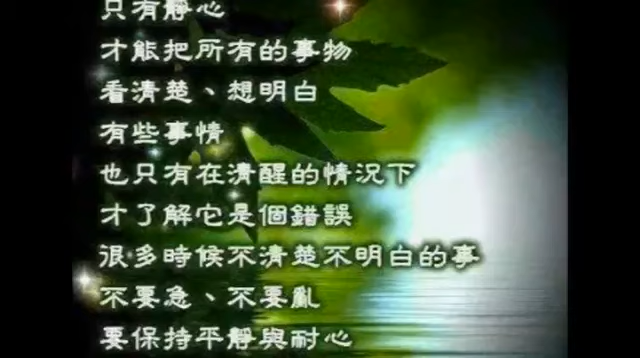 只有靜心
才能把所有的事物
看清楚、想明白
有些事情
也只有在清醒的情況下
才了解它是個錯誤
很多時候不清楚不明白的事
不要急、不要亂
要保持平靜與耐心